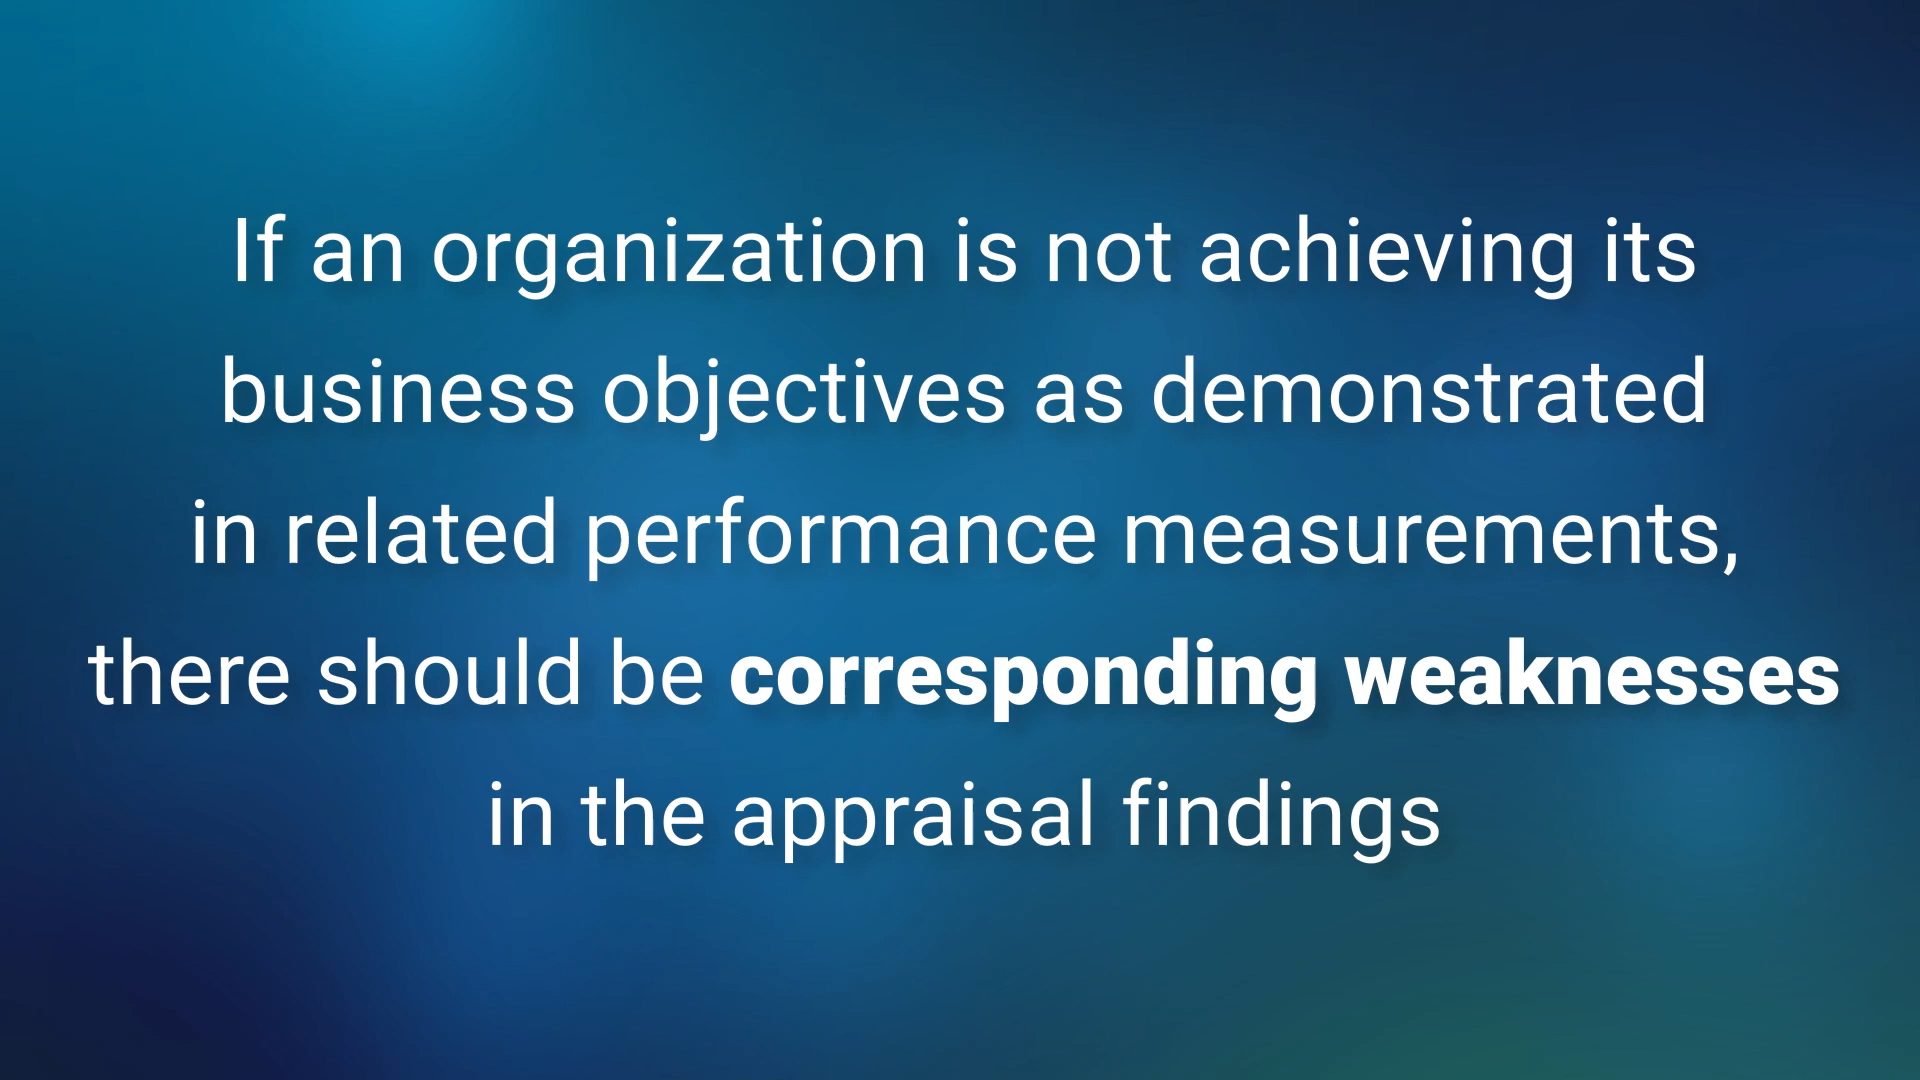 If an organization is not achieving its
business objectives as demonstrated
in related performance measurements,
there should be corresponding weaknesses
in the appraisal findings